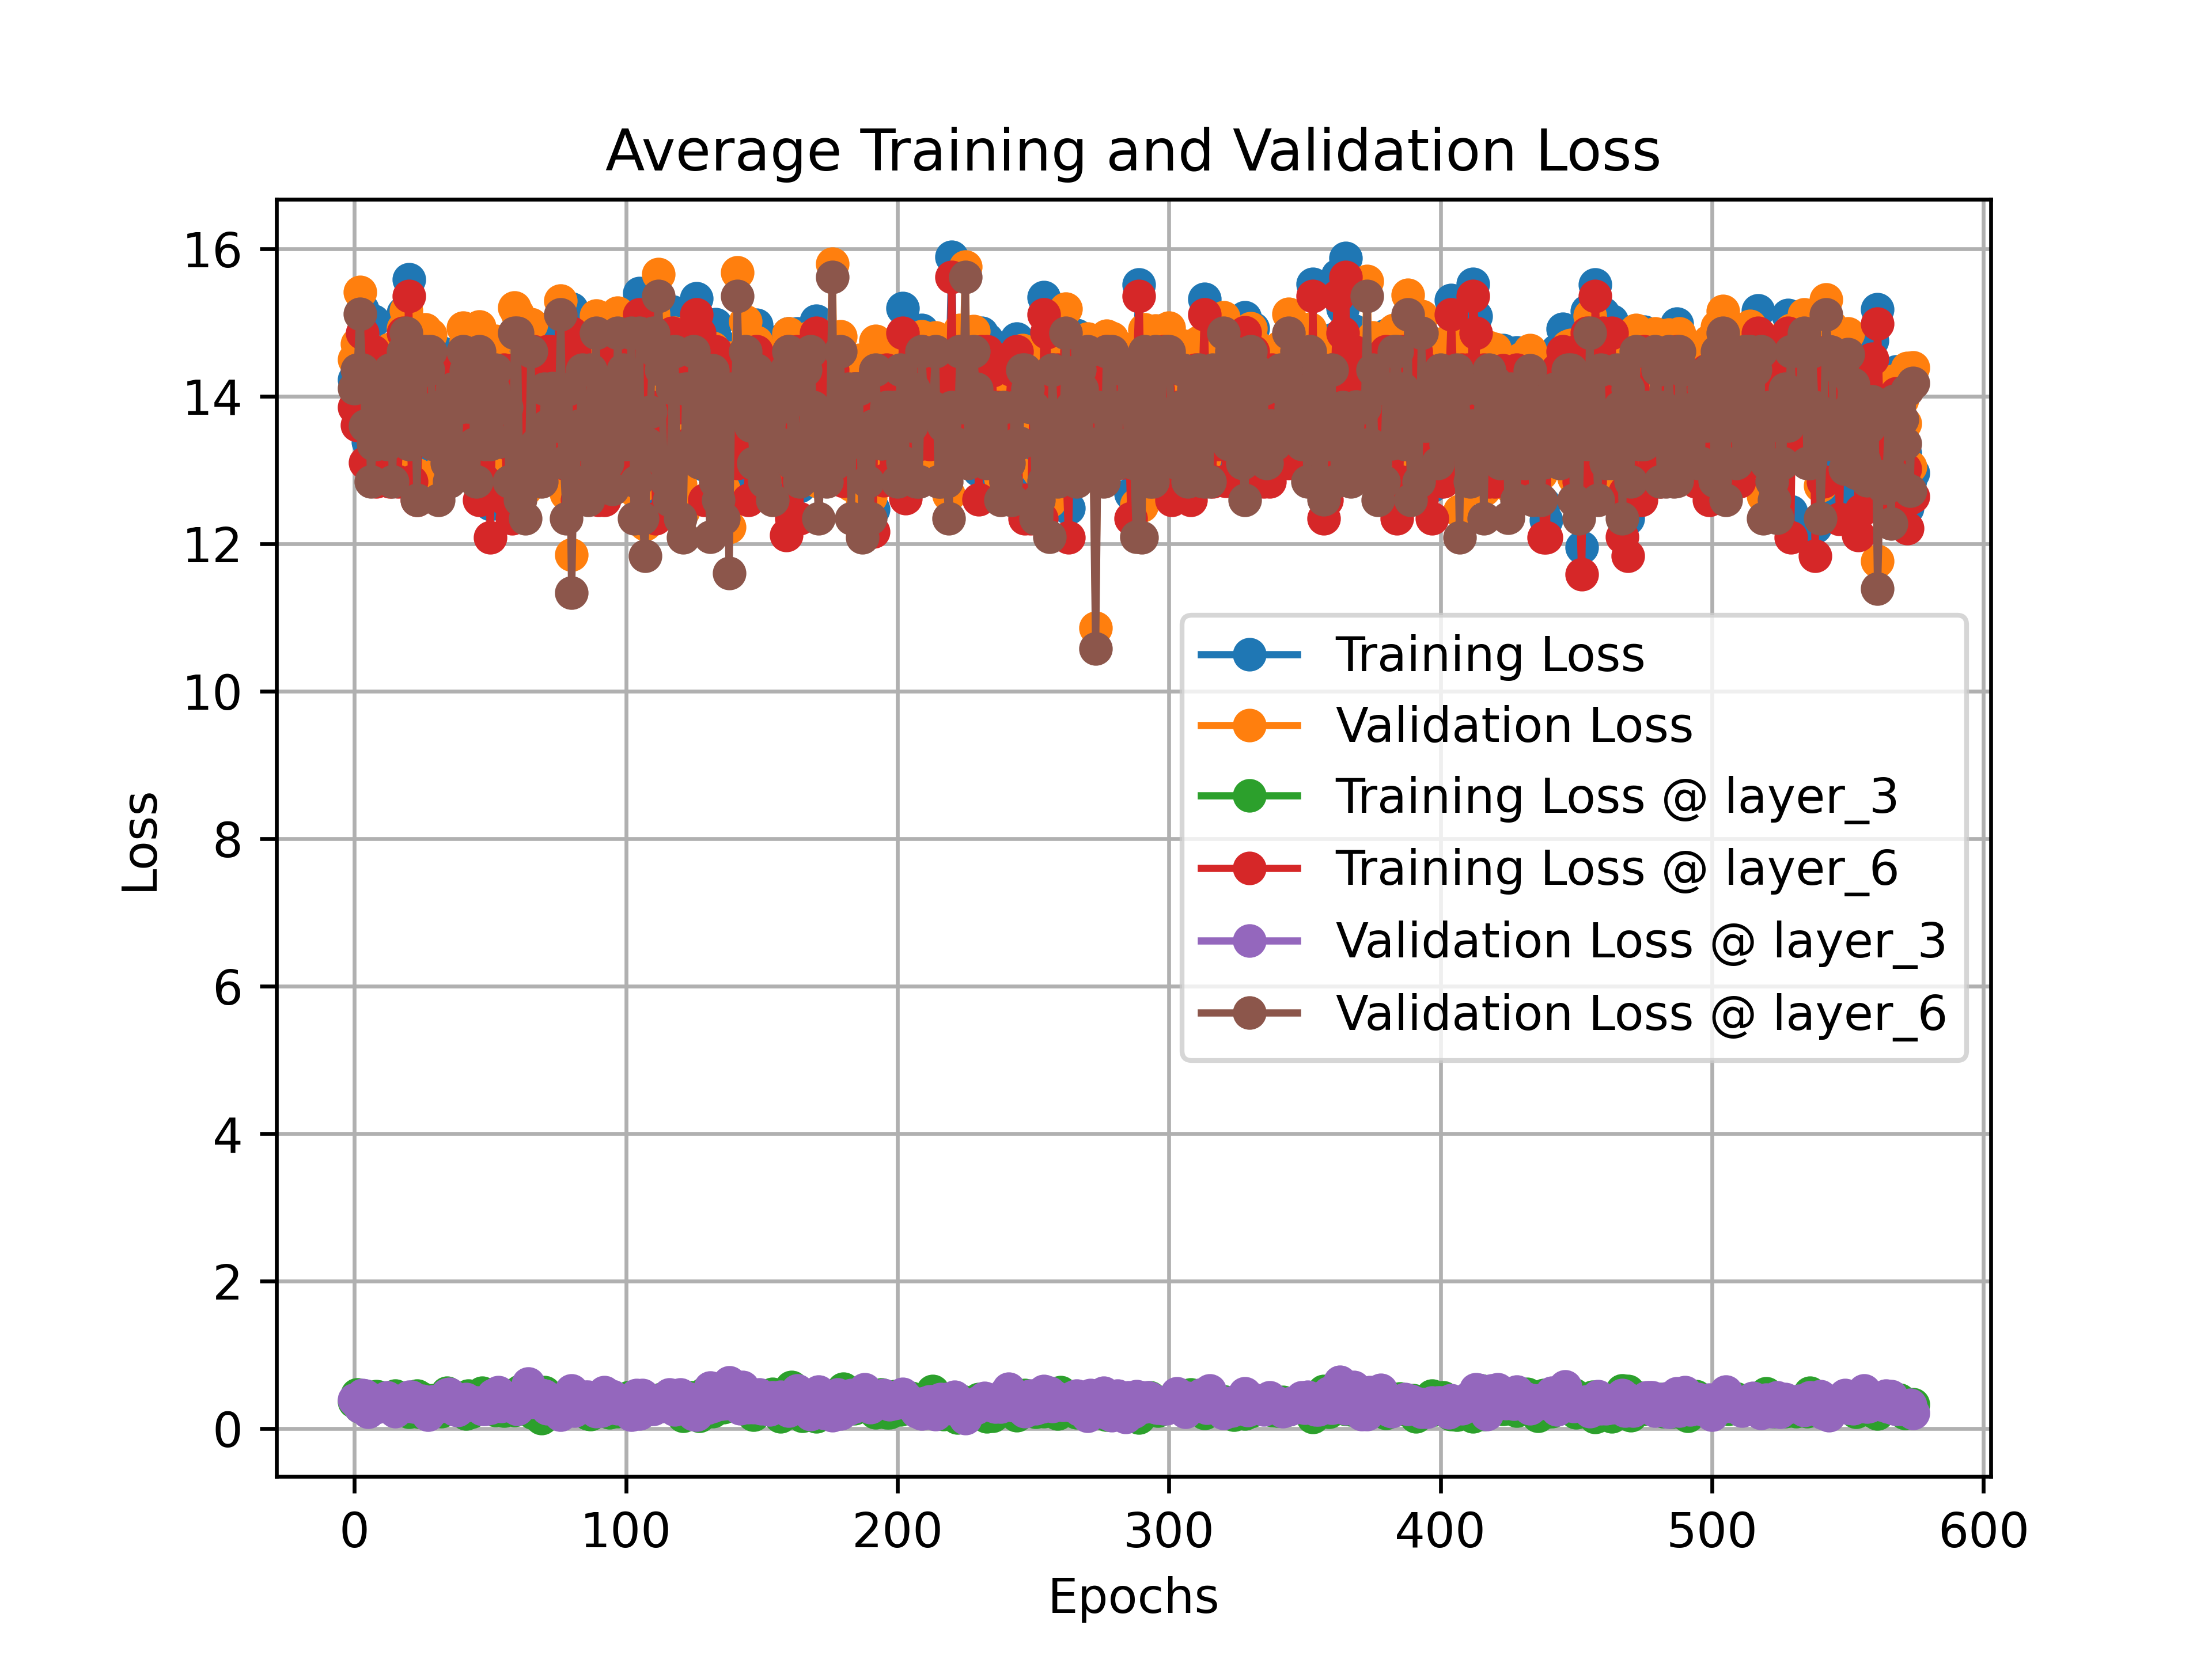 Average Training and Validation Loss
16
14
12
10
8
6
4
2
0
Loss
Training Loss
Validation Loss
Training Loss @ layer_3
Training Loss @ layer_6
Validation Loss @ layer_3
Validation Loss @ layer_6
0 100 200 300 400 500 600
Epochs